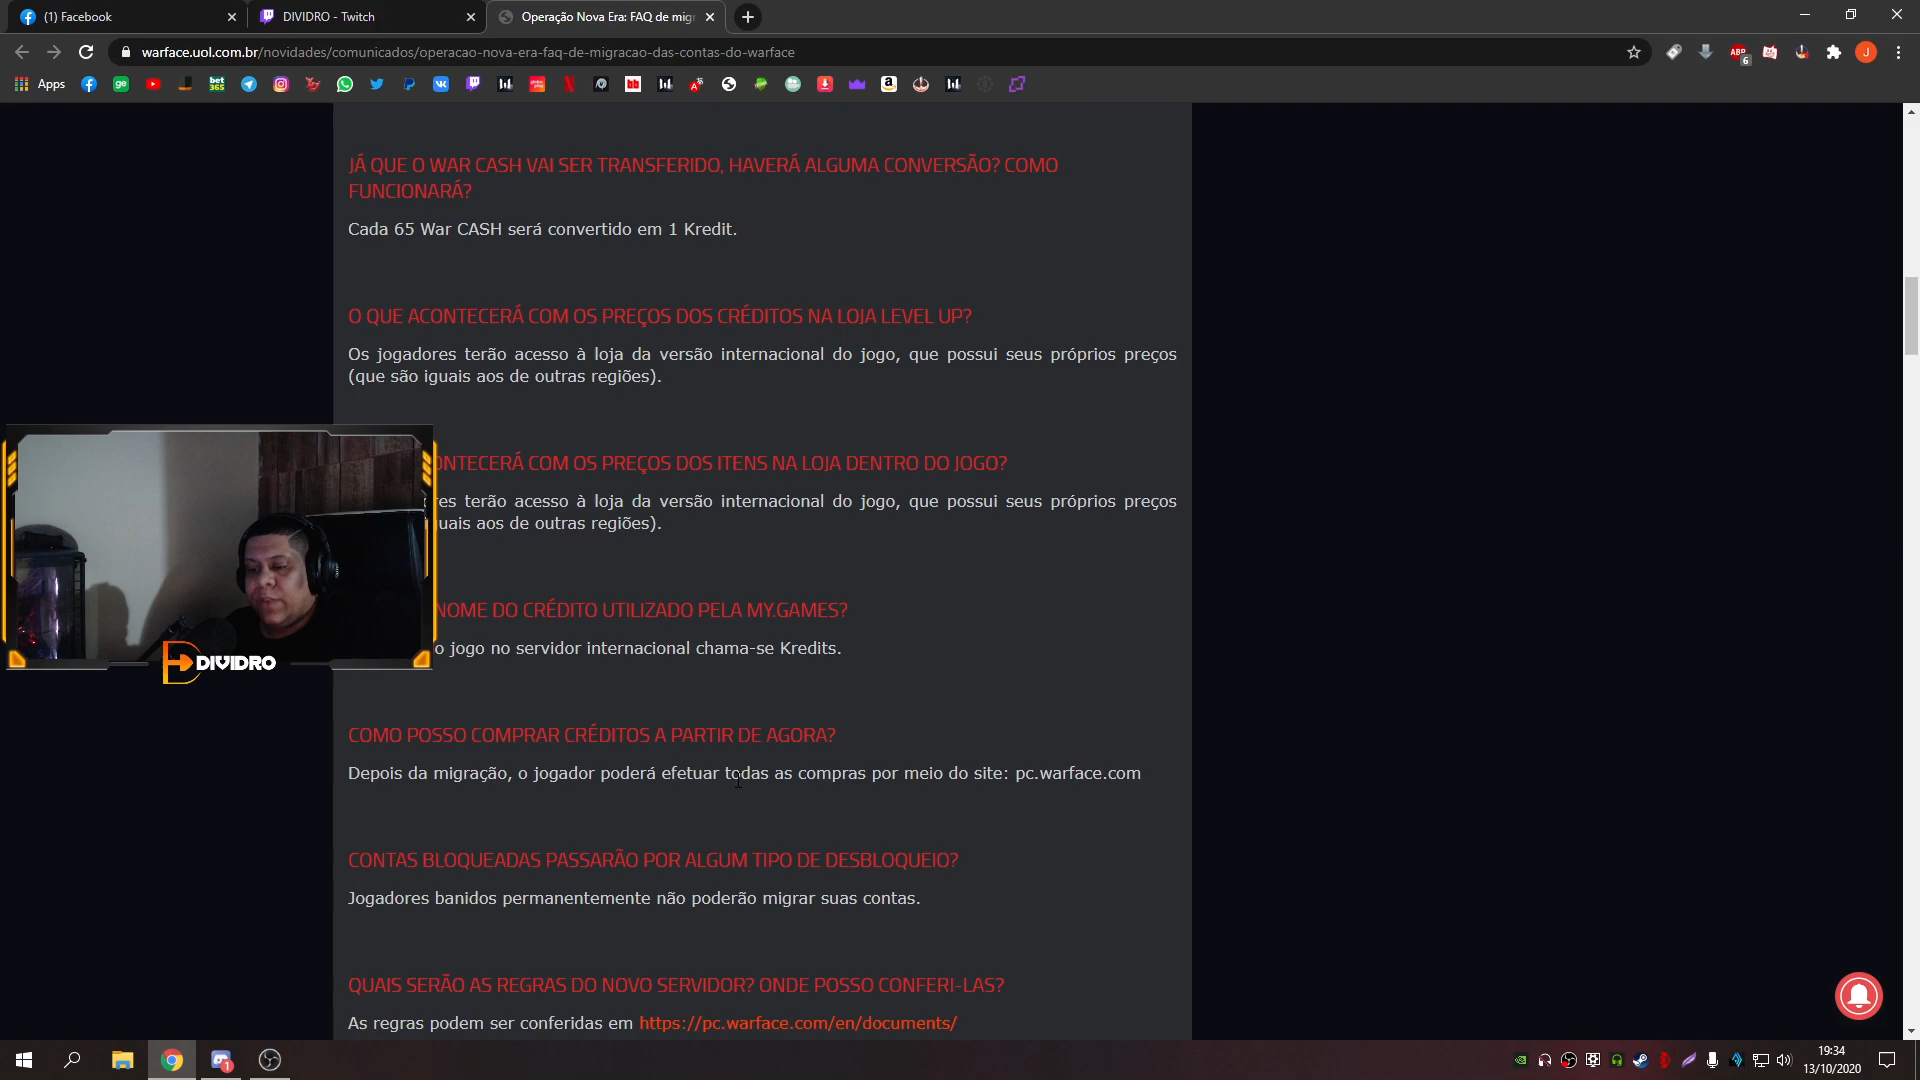 (1) Facebook
DIVIDRO - Twitch
Operação Nova Era: FAQ de migr
warface.uol.com.br/novidades/comunicados/operacao-nova-era-faq-de-migracao-das-contas-do-warface
ABP
6
J
Apps
ge
bet365
bb
JÁ QUE O WAR CASH VAI SER TRANSFERIDO, HAVERÁ ALGUMA CONVERSÃO? COMO
FUNCIONARÁ?
Cada 65 War CASH será convertido em 1 Kredit.
O QUE ACONTECERÁ COM OS PREÇOS DOS CRÉDITOS NA LOJA LEVEL UP?
Os jogadores terão acesso à loja da versão internacional do jogo, que possui seus próprios preços
(que são iguais aos de outras regiões).
ONTECERÁ COM OS PREÇOS DOS ITENS NA LOJA DENTRO DO JOGO?
res terão acesso à loja da versão internacional do jogo, que possui seus próprios preços
uais aos de outras regiões).
NOME DO CRÉDITO UTILIZADO PELA MY.GAMES?
o jogo no servidor internacional chama-se Kredits.
DIVIDRO
COMO POSSO COMPRAR CRÉDITOS A PARTIR DE AGORA?
Depois da migração, o jogador poderá efetuar todas as compras por meio do site: pc.warface.com
CONTAS BLOQUEADAS PASSARÃO POR ALGUM TIPO DE DESBLOQUEIO?
Jogadores banidos permanentemente não poderão migrar suas contas.
QUAIS SERÃO AS REGRAS DO NOVO SERVIDOR? ONDE POSSO CONFERI-LAS?
As regras podem ser conferidas em https://pc.warface.com/en/documents/
1
19:34
13/10/2020